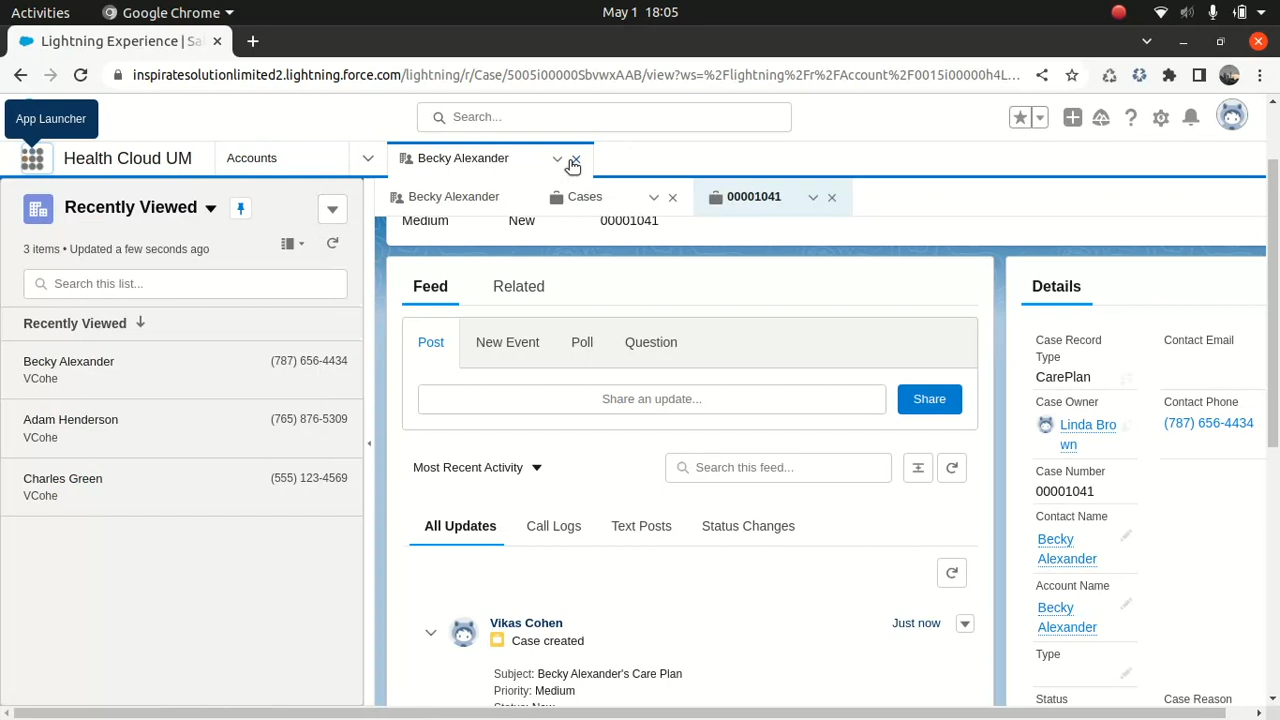 Activities
Google Chrome
May 1 18:05
Lightning Experience | Sa
inspiratesolutionlimited2.lightning.force.com/lightning/r/Case/5005i00000SbvwxAAB/view?ws=%2Flightning%2Fr%2FAccount%2F0015i00000h4L...
App Launcher
Search...
Health Cloud UM
Accounts
Becky Alexander
Becky Alexander
Cases
00001041
Recently Viewed
Medium
New
00001041
3 items • Updated a few seconds ago
Search this list...
Recently Viewed
Becky Alexander
(787) 656-4434
VCohe
Adam Henderson
(765) 876-5309
VCohe
Charles Green
(555) 123-4569
VCohe
Feed
Related
Post
New Event
Poll
Question
Share an update...
Share
Most Recent Activity
Search this feed...
All Updates
Call Logs
Text Posts
Status Changes
Vikas Cohen
Just now
Case created
Subject: Becky Alexander's Care Plan
Priority: Medium
Status: New
Details
Case Record
Type
CarePlan
Contact Email
Case Owner
Linda Bro
wn
Contact Phone
(787) 656-4434
Case Number
00001041
Contact Name
Becky
Alexander
Account Name
Becky
Alexander
Type
Status
Case Reason